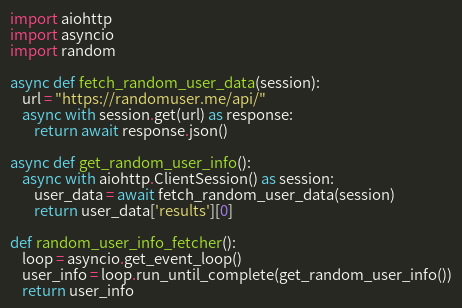 import aiohttp
import asyncio
import random

async def fetch_random_user_data(session):
    url = "https://randomuser.me/api/"
    async with session.get(url) as response:
        return await response.json()

async def get_random_user_info():
    async with aiohttp.ClientSession() as session:
        user_data = await fetch_random_user_data(session)
        return user_data['results'][0]

def random_user_info_fetcher():
    loop = asyncio.get_event_loop()
    user_info = loop.run_until_complete(get_random_user_info())
    return user_info